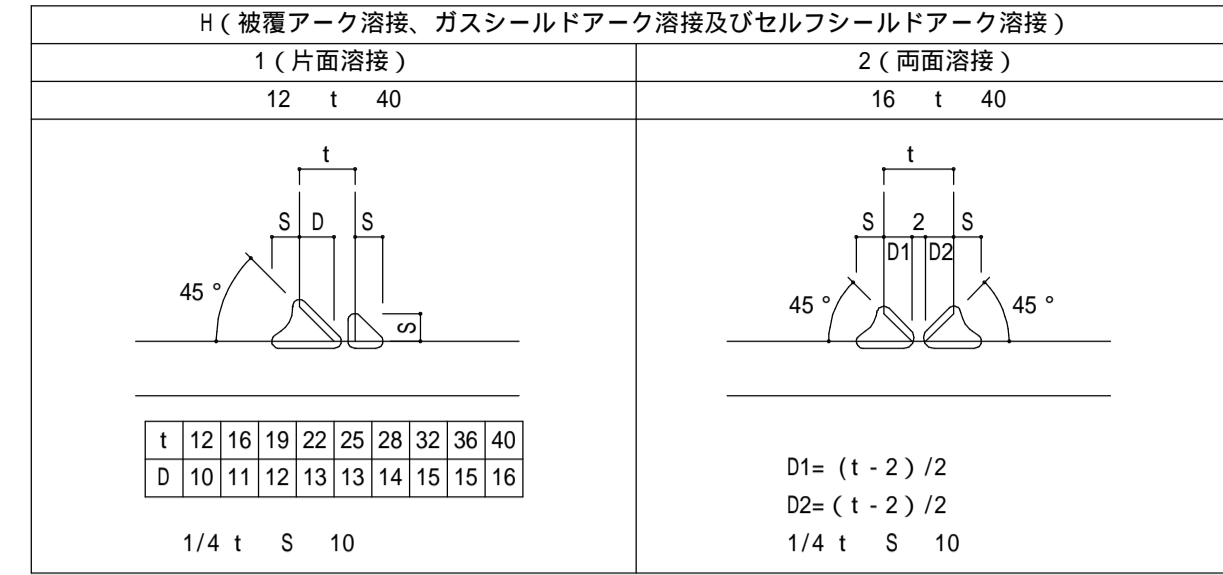 H（被覆アーク溶接、ガスシールドアーク溶接及びセルフシールドアーク溶接）
1（片面溶接） 2（両面溶接）
12 t 40 16 t 40
t
S D S
45 °
S
t 12 16 19 22 25 28 32 36 40
D 10 11 12 13 13 14 15 15 16
1/4 t S 10
t
S 2 S
D1 D2
45 ° 45 °
D1= (t - 2 ) /2
D2= ( t - 2 ) /2
1/4 t S 10